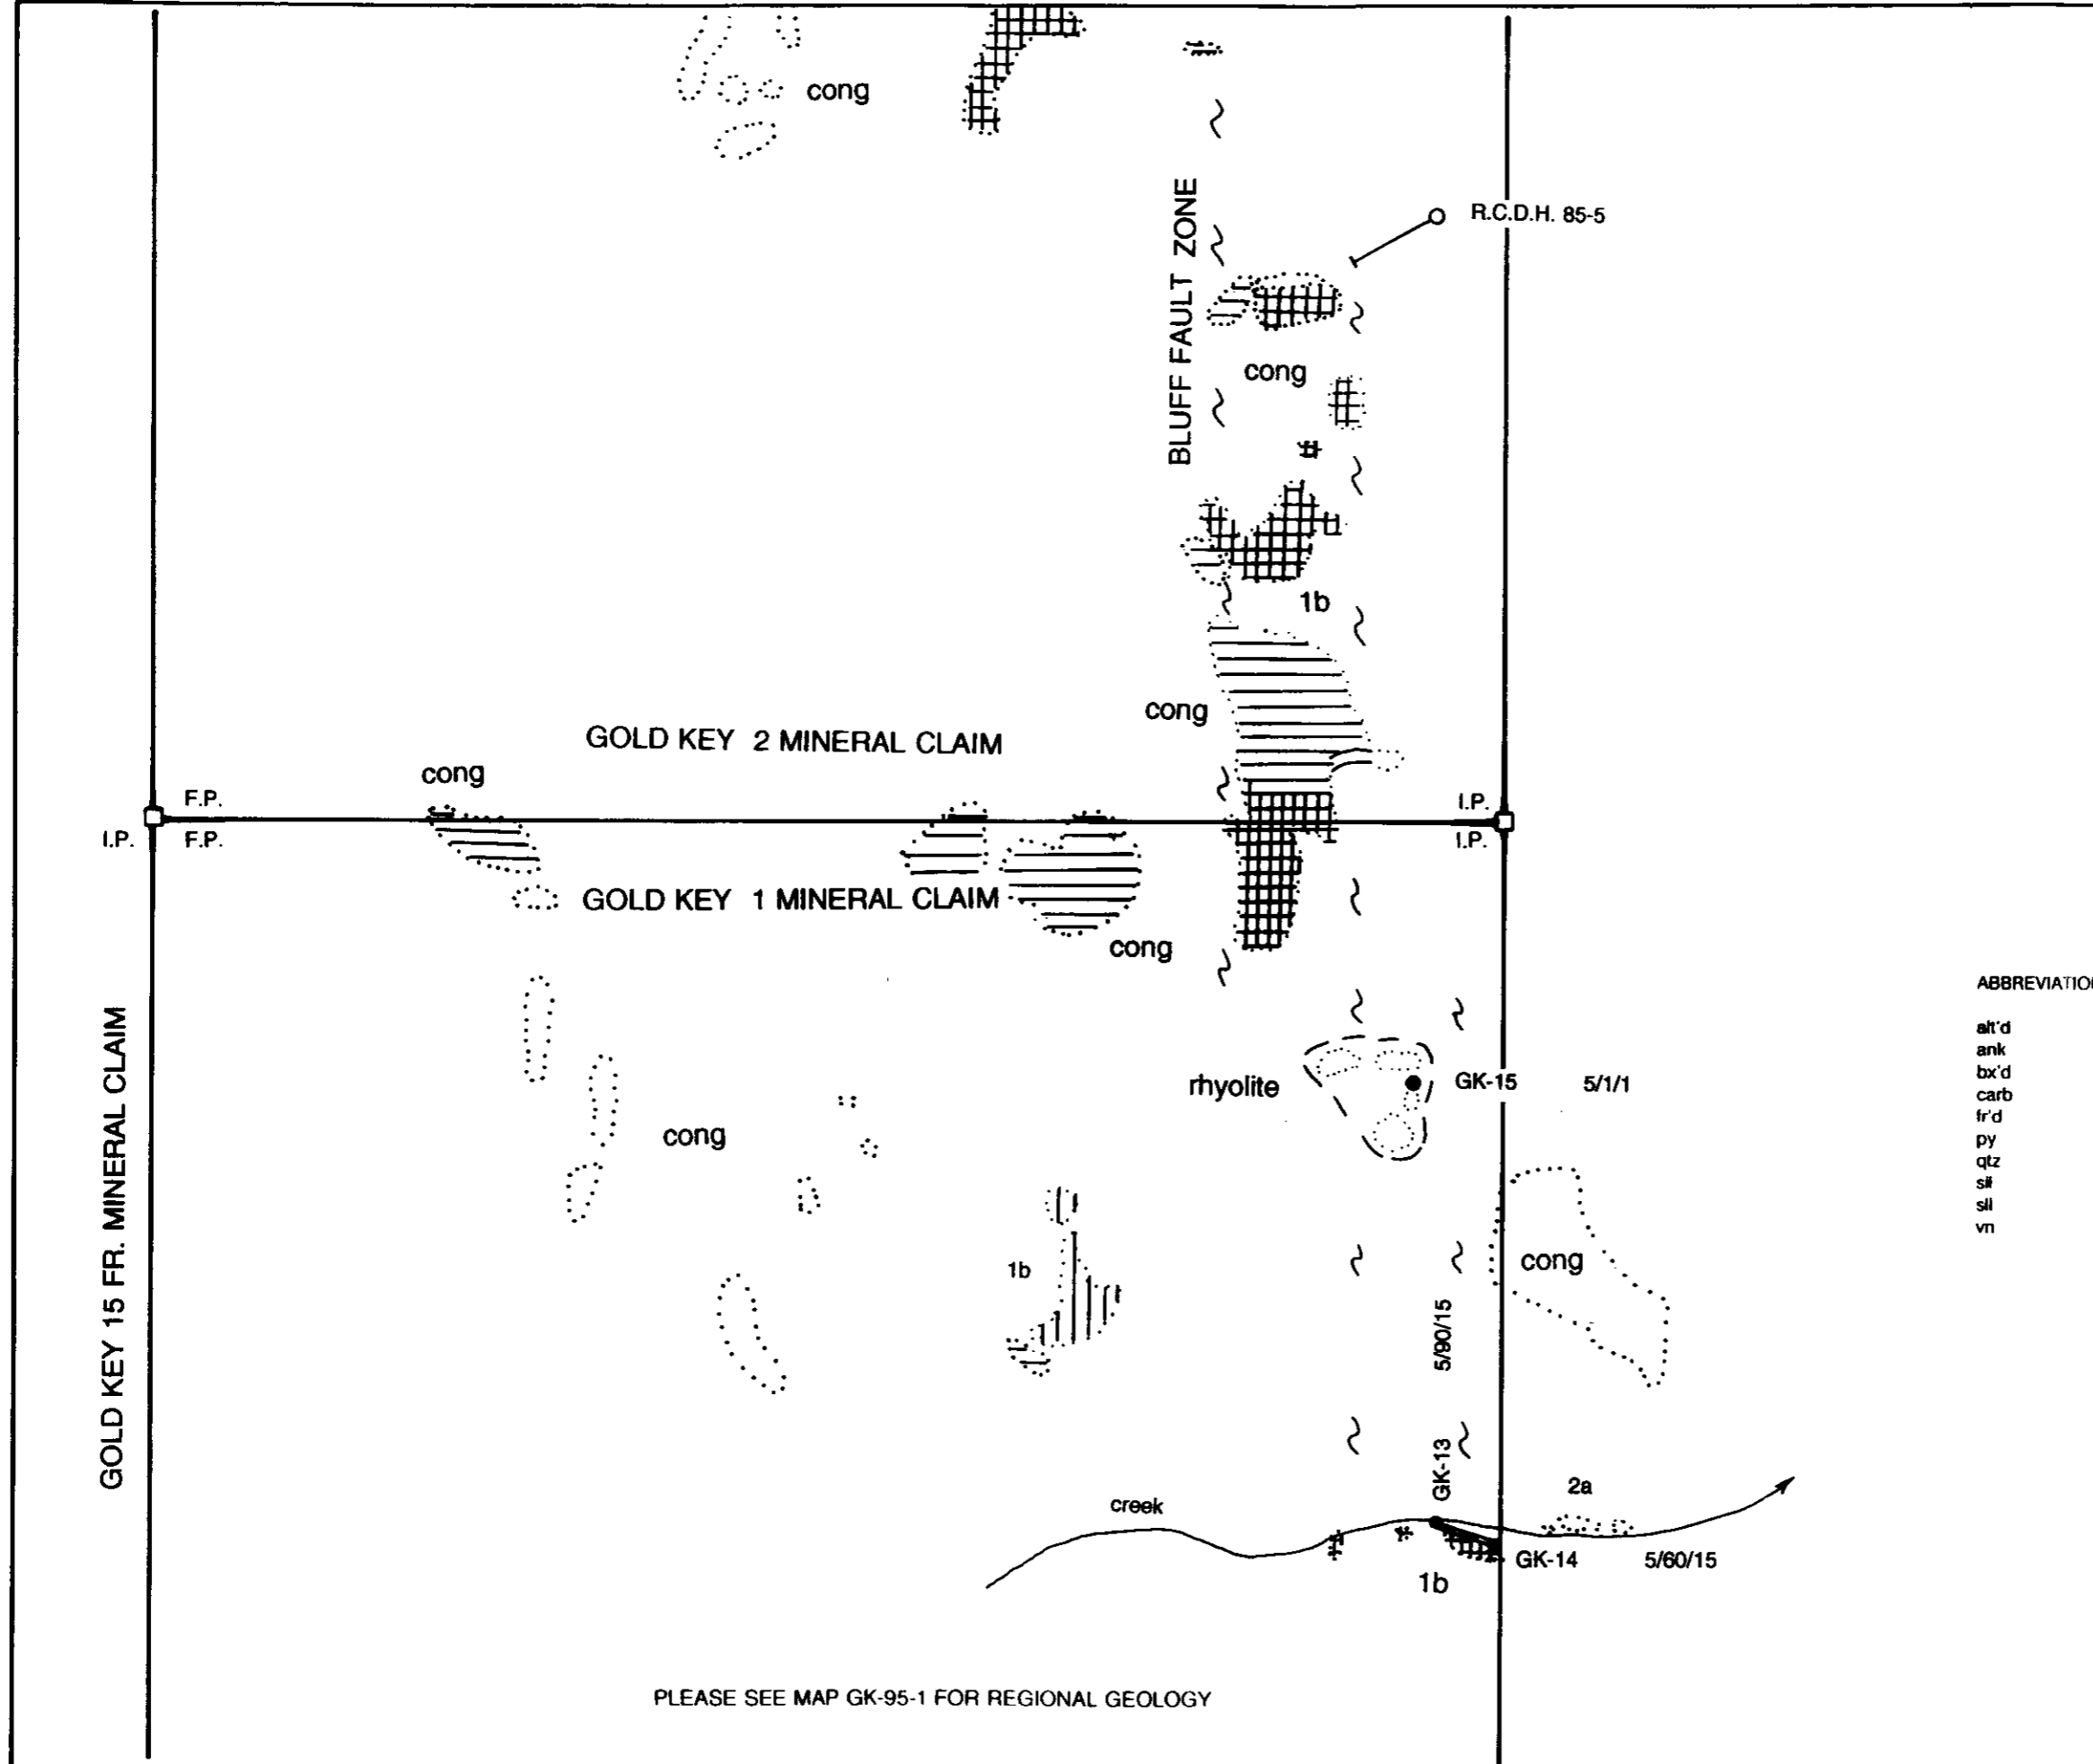 cong
R.C.D.H. 85-5
BLUFF FAULT ZONE
cong
1b
cong
GOLD KEY 2 MINERAL CLAIM
cong
F.P.
I.P.
I.P.
F.P.
I.P.
GOLD KEY 1 MINERAL CLAIM
cong
GOLD KEY 15 FR. MINERAL CLAIM
rhyolite
GK-15 5/1/1
cong
1b
cong
5/90/15
GK-13
creek
2a
GK-14 5/60/15
1b
PLEASE SEE MAP GK-95-1 FOR REGIONAL GEOLOGY
alt'd
ank
bx'd
carb
fr'd
py
qtz
vn